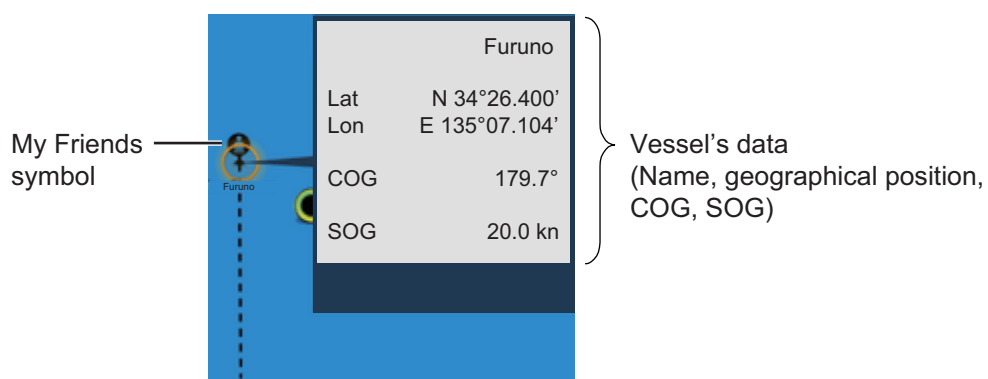 Furuno
Lat N 34°26.400’
Lon E 135°07.104’
COG 179.7°
SOG 20.0 kn
My Friends
symbol
Furuno
Vessel’s data
(Name, geographical position,
COG, SOG)